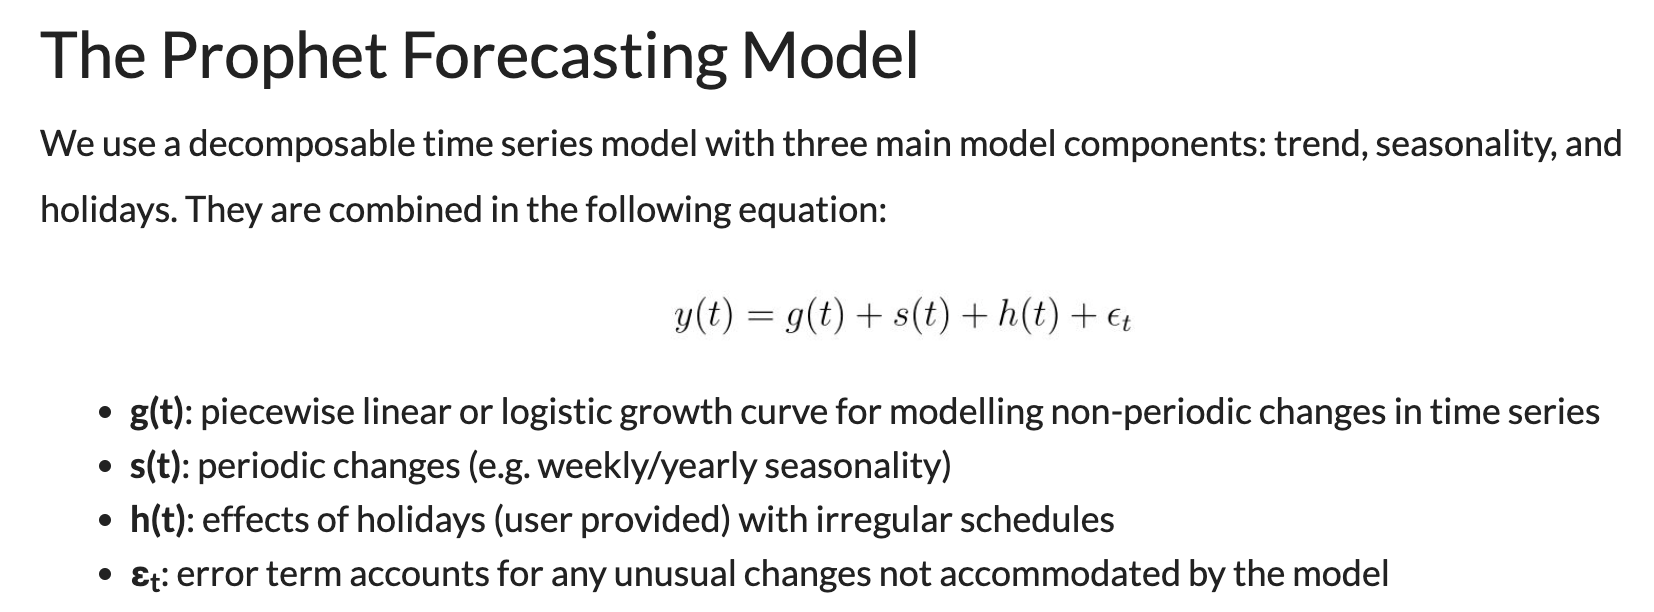 The Prophet Forecasting Model
We use a decomposable time series model with three main model components: trend, seasonality, and
holidays. They are combined in the following equation:
y(t) = g(t) + s(t) + h(t) + ϵₜ
• g(t): piecewise linear or logistic growth curve for modelling non-periodic changes in time series
• s(t): periodic changes (e.g. weekly/yearly seasonality)
• h(t): effects of holidays (user provided) with irregular schedules
• εₜ: error term accounts for any unusual changes not accommodated by the model